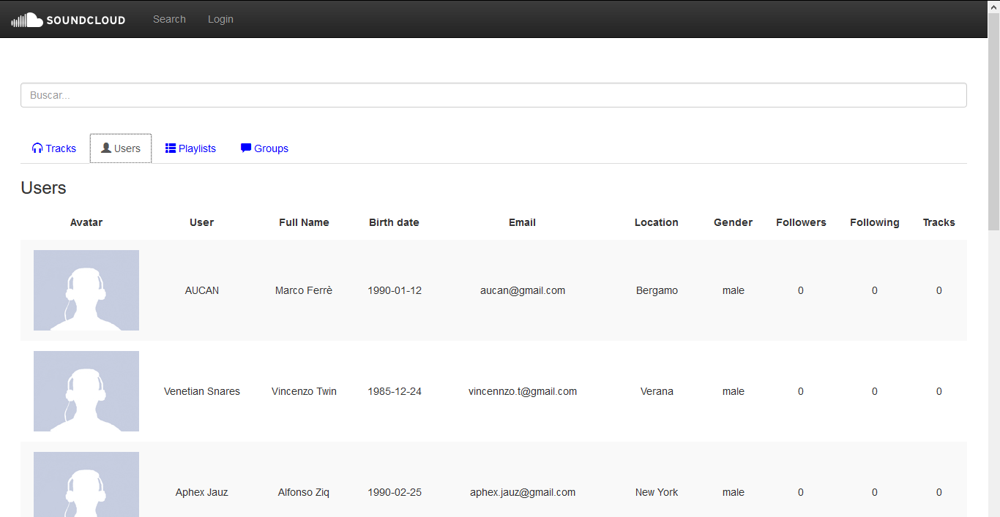 SOUNDCLOUD Search Login
Buscar...
Tracks Users Playlists Groups
Users
Avatar User Full Name Birth date Email Location Gender Followers Following Tracks
AUCAN Marco Ferrè 1990-01-12 aucan@gmail.com Bergamo male 0 0 0
Venetian Snares Vincenzo Twin 1985-12-24 vincennzo.t@gmail.com Verana male 0 0 0
Aphex Jauz Alfonso Ziq 1990-02-25 aphex.jauz@gmail.com New York male 0 0 0